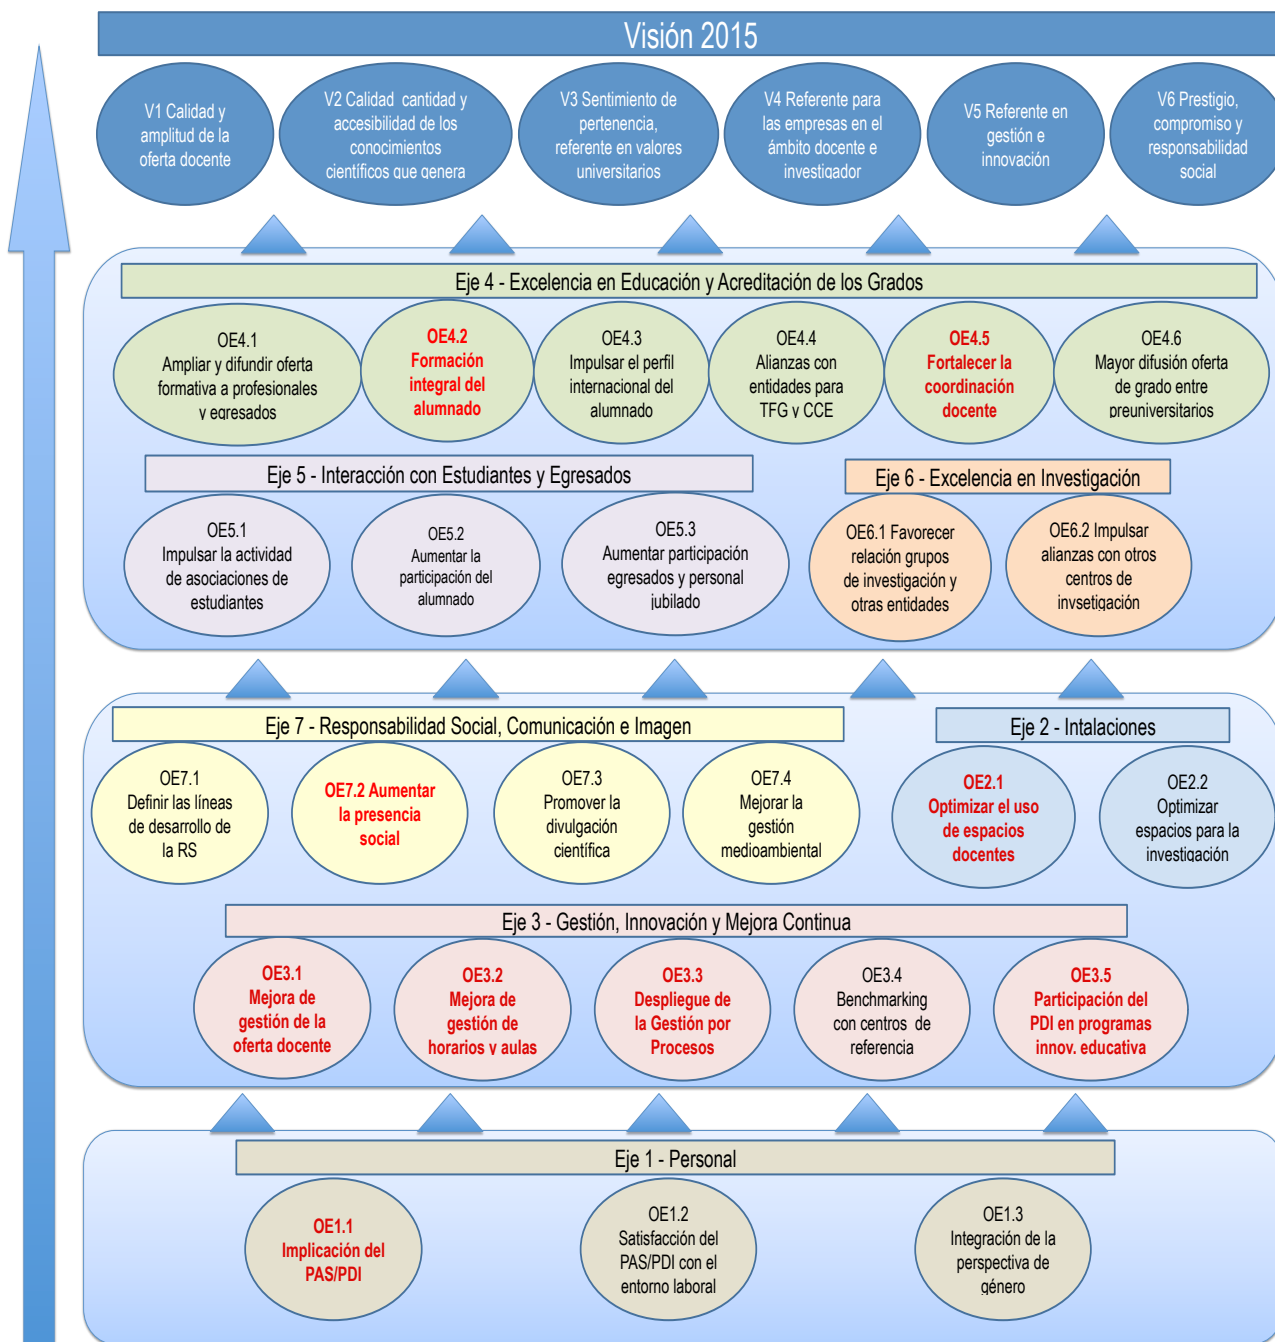 Visión 2015
V1 Calidad y
amplitud de la
oferta docente
V2 Calidad cantidad y
accesibilidad de los
conocimientos
científicos que genera
V3 Sentimiento de
pertenencia,
referente en valores
universitarios
V4 Referente para
las empresas en el
ámbito docente e
investigador
V5 Referente en
gestión e
innovación
V6 Prestigio,
compromiso y
responsabilidad
social
Eje 4 - Excelencia en Educación y Acreditación de los Grados
OE4.1
Ampliar y difundir oferta
formativa a profesionales
y egresados
OE4.2
Formación
integral del
alumnado
OE4.3
Impulsar el perfil
internacional del
alumnado
OE4.4
Alianzas con
entidades para
TFG y CCE
OE4.5
Fortalecer la
coordinación
docente
OE4.6
Mayor difusión oferta
de grado entre
preuniversitarios
Eje 5 - Interacción con Estudiantes y Egresados
OE5.1
Impulsar la actividad
de asociaciones de
estudiantes
OE5.2
Aumentar la
participación del
alumnado
OE5.3
Aumentar participación
egresados y personal
jubilado
Eje 6 - Excelencia en Investigación
OE6.1 Favorecer
relación grupos
de investigación y
otras entidades
OE6.2 Impulsar
alianzas con otros
centros de
invsetigación
Eje 7 - Responsabilidad Social, Comunicación e Imagen
OE7.1
Definir las líneas
de desarrollo de
la RS
OE7.2 Aumentar
la presencia
social
OE7.3
Promover la
divulgación
científica
OE7.4
Mejorar la
gestión
medioambiental
Eje 2 - Intalaciones
OE2.1
Optimizar el uso
de espacios
docentes
OE2.2
Optimizar
espacios para la
investigación
Eje 3 - Gestión, Innovación y Mejora Continua
OE3.1
Mejora de
gestión de la
oferta docente
OE3.2
Mejora de
gestión de
horarios y aulas
OE3.3
Despliegue de
la Gestión por
Procesos
OE3.4
Benchmarking
con centros de
referencia
OE3.5
Participación del
PDI en programas
innov. educativa
Eje 1 - Personal
OE1.1
Implicación del
PAS/PDI
OE1.2
Satisfacción del
PAS/PDI con el
entorno laboral
OE1.3
Integración de la
perspectiva de
género